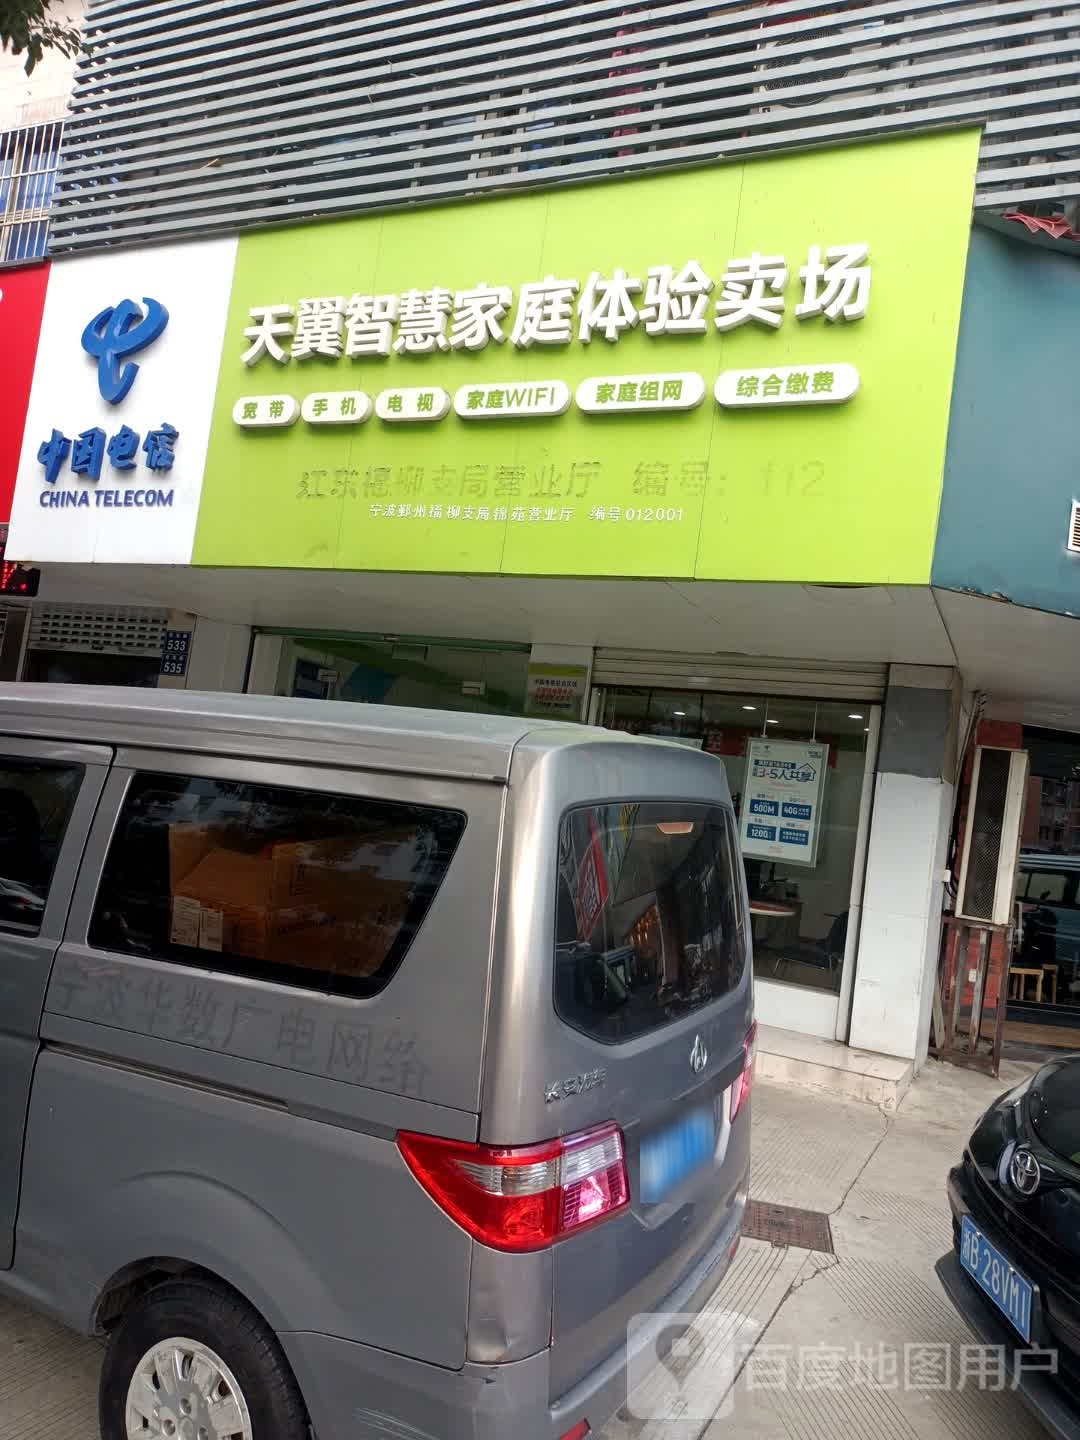 天翼智慧家庭体验卖场
宽带 手机 电视 家庭WIFI 家庭组网 综合缴费
江东福柳支局营业厅 编号: 112
宁波鄞州福柳支局锦苑营业厅 编号012001
中国电信
CHINA TELECOM
533
535
3-5人共享
500M
40G
1200
宁波华数广电网络
长安汽车
浙B 28VM1
百度地图用户